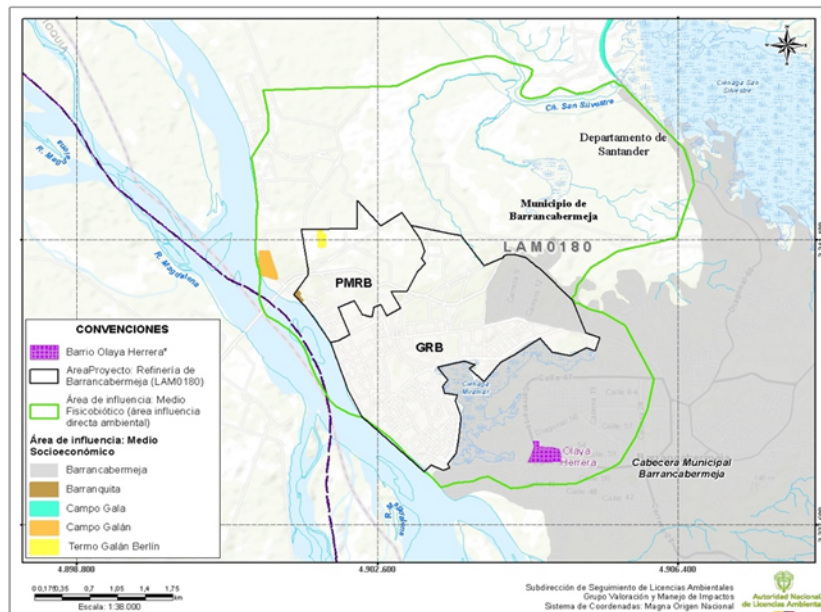 Ciénaga San
Silvestre
Cñ. San Silvestre
Departamento de
Santander
Municipio de
Barrancabermeja
LAM0180
R. Magdalena
PMRB
GRB
Ciénaga
Miramar
Olaya
Herrera
Cabecera Municipal
Barrancabermeja
CONVENCIONES
Barrio Olaya Herrera*
AreaProyecto: Refinería de
Barrancabermeja (LAM0180)
Área de influencia: Medio
Fisicobiótico (área influencia
directa ambiental)
Área de influencia: Medio
Socioeconómico
Barrancabermeja
Barranquita
Campo Gala
Campo Galán
Termo Galán Berlín
4.898.800
4.902.600
4.906.400
0 0,175 0,35 0,7 1,05 1,4 1,75
km
Escala: 1:38.000
Subdirección de Seguimiento de Licencias Ambientales
Grupo Valoración y Manejo de Impactos
Sistema de Coordenadas: Magna Origen Nacional
Autoridad Nacional
de Licencias Ambientales